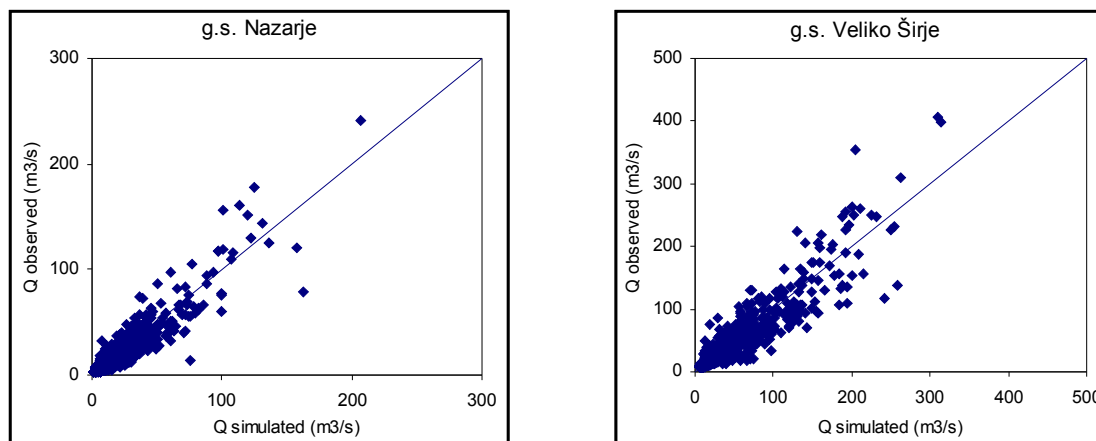 g.s. Nazarje
300
200
100
0
0 100 200 300
Q observed (m3/s)
Q simulated (m3/s)
g.s. Veliko Širje
500
400
300
200
100
0
0 100 200 300 400 500
Q observed (m3/s)
Q simulated (m3/s)